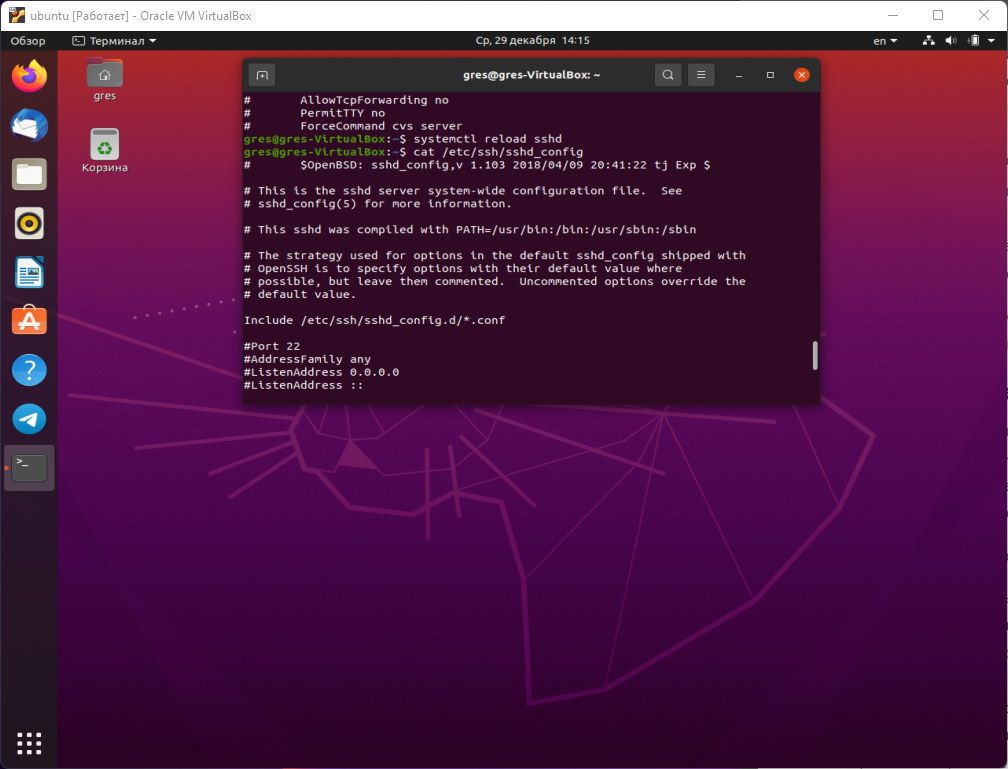 ubuntu [Работает] - Oracle VM VirtualBox
Обзор Терминал Ср, 29 декабря 14:15 en
gres
Корзина
gres@gres-VirtualBox: ~
#       AllowTcpForwarding no
#       PermitTTY no
#       ForceCommand cvs server
gres@gres-VirtualBox:~$ systemctl reload sshd
gres@gres-VirtualBox:~$ cat /etc/ssh/sshd_config
#       $OpenBSD: sshd_config,v 1.103 2018/04/09 20:41:22 tj Exp $
# This is the sshd server system-wide configuration file.  See
# sshd_config(5) for more information.
# This sshd was compiled with PATH=/usr/bin:/bin:/usr/sbin:/sbin
# The strategy used for options in the default sshd_config shipped with
# OpenSSH is to specify options with their default value where
# possible, but leave them commented.  Uncommented options override the
# default value.
Include /etc/ssh/sshd_config.d/*.conf
#Port 22
#AddressFamily any
#ListenAddress 0.0.0.0
#ListenAddress ::